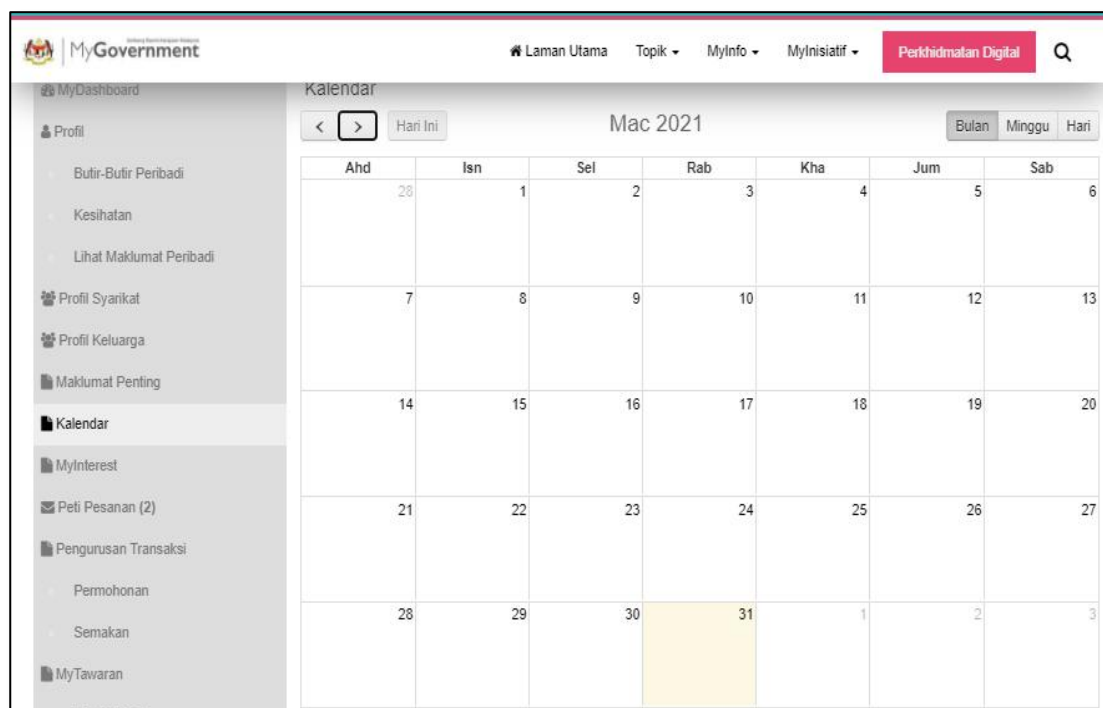 MyGovernment
Laman Utama Topik MyInfo MyInisiatif Perkhidmatan Digital
MyDashboard
Profil
Butir-Butir Peribadi
Kesihatan
Lihat Maklumat Peribadi
Profil Syarikat
Profil Keluarga
Maklumat Penting
Kalendar
MyInterest
Peti Pesanan (2)
Pengurusan Transaksi
Permohonan
Semakan
MyTawaran
Kalendar
< > Hari Ini Mac 2021 Bulan Minggu Hari
Ahd Isn Sel Rab Kha Jum Sab
28 1 2 3 4 5 6
7 8 9 10 11 12 13
14 15 16 17 18 19 20
21 22 23 24 25 26 27
28 29 30 31 1 2 3